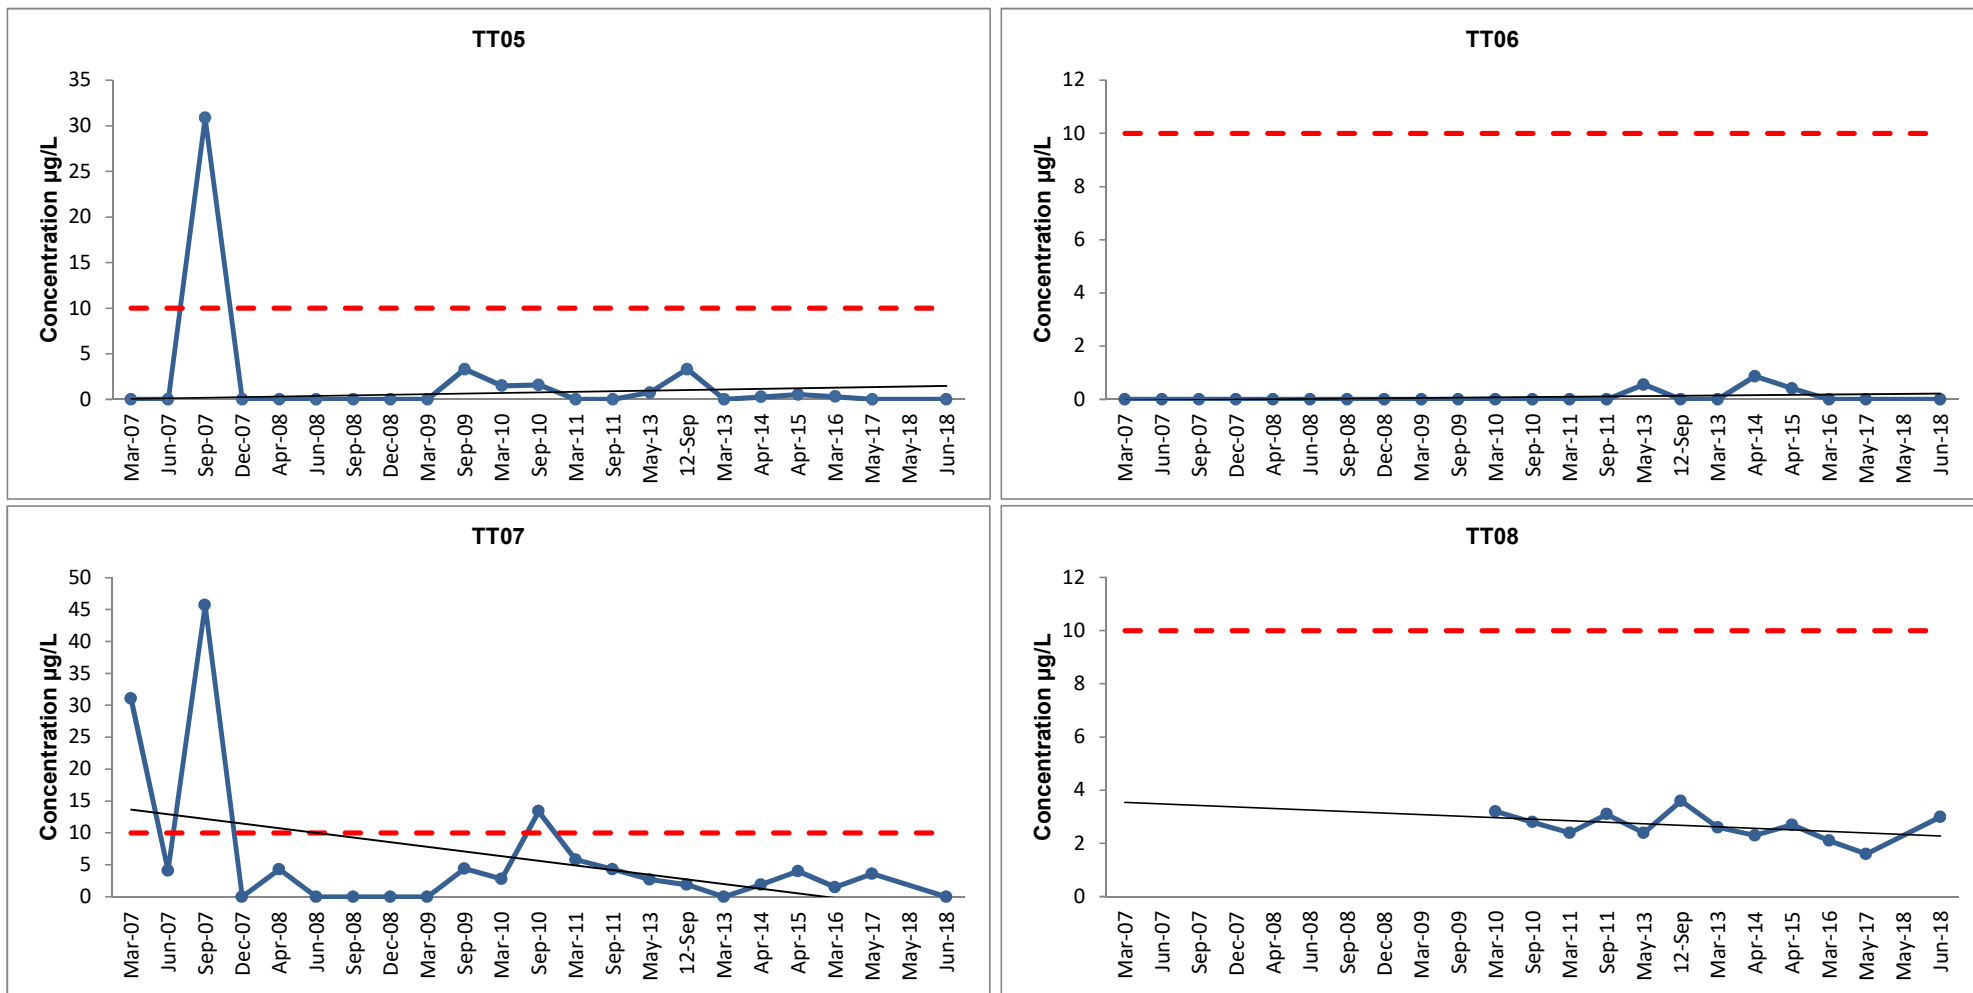 TT05
Concentration µg/L
35
30
25
20
15
10
5
0
Mar-07
Jun-07
Sep-07
Dec-07
Apr-08
Jun-08
Sep-08
Dec-08
Mar-09
Sep-09
Mar-10
Sep-10
Mar-11
Sep-11
May-13
12-Sep
Mar-13
Apr-14
Apr-15
Mar-16
May-17
May-18
Jun-18
TT06
Concentration µg/L
12
10
8
6
4
2
0
Mar-07
Jun-07
Sep-07
Dec-07
Apr-08
Jun-08
Sep-08
Dec-08
Mar-09
Sep-09
Mar-10
Sep-10
Mar-11
Sep-11
May-13
12-Sep
Mar-13
Apr-14
Apr-15
Mar-16
May-17
May-18
Jun-18
TT07
Concentration µg/L
50
45
40
35
30
25
20
15
10
5
0
Mar-07
Jun-07
Sep-07
Dec-07
Apr-08
Jun-08
Sep-08
Dec-08
Mar-09
Sep-09
Mar-10
Sep-10
Mar-11
Sep-11
May-13
12-Sep
Mar-13
Apr-14
Apr-15
Mar-16
May-17
May-18
Jun-18
TT08
Concentration µg/L
12
10
8
6
4
2
0
Mar-07
Jun-07
Sep-07
Dec-07
Apr-08
Jun-08
Sep-08
Dec-08
Mar-09
Sep-09
Mar-10
Sep-10
Mar-11
Sep-11
May-13
12-Sep
Mar-13
Apr-14
Apr-15
Mar-16
May-17
May-18
Jun-18